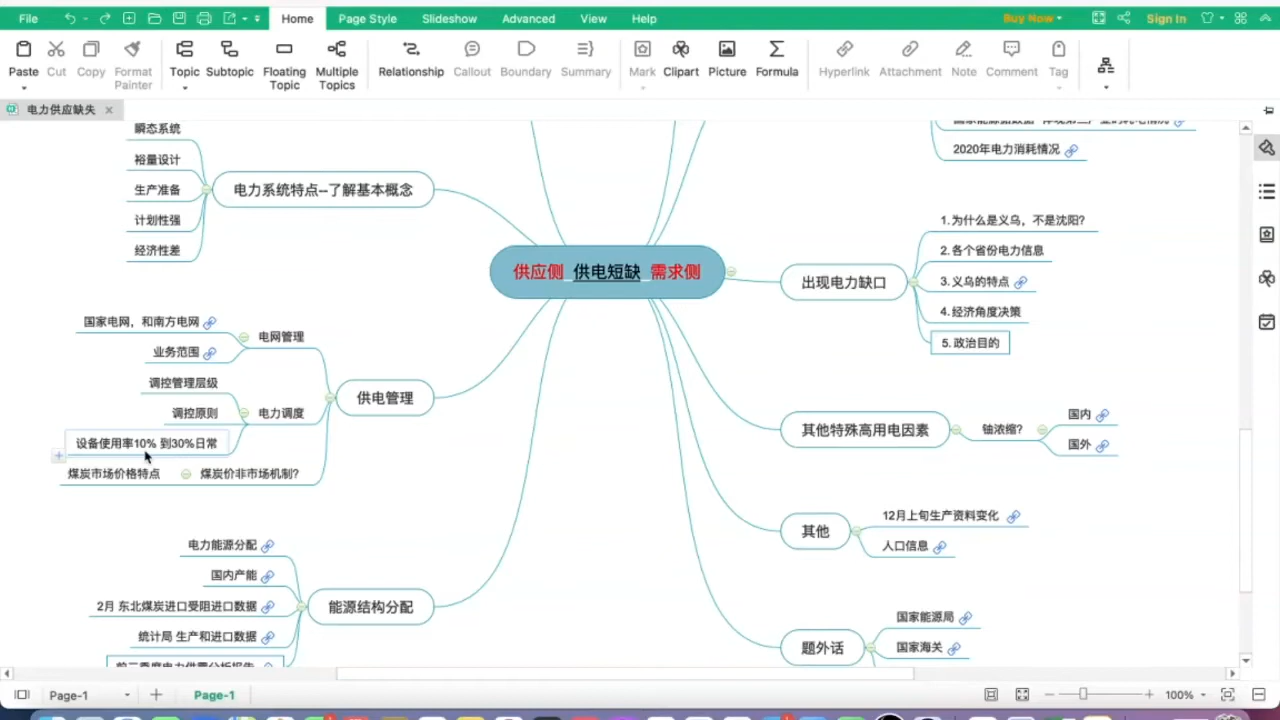 File Home Page Style Slideshow Advanced View Help Buy Now Sign In
Paste Cut Copy Format Painter Topic Subtopic Floating Topic Multiple Topics Relationship Callout Boundary Summary Mark Clipart Picture Formula Hyperlink Attachment Note Comment Tag
电力供应缺失
瞬态系统
裕量设计
生产准备
计划性强
经济性差
电力系统特点--了解基本概念
供应侧_供电短缺_需求侧
2020年电力消耗情况
出现电力缺口
1.为什么是义乌，不是沈阳?
2.各个省份电力信息
3.义乌的特点
4.经济角度决策
5.政治目的
国家电网，和南方电网
业务范围
电网管理
调控管理层级
调控原则
设备使用率10% 到30%日常
电力调度
煤炭市场价格特点
煤炭价非市场机制?
供电管理
其他特殊高用电因素
铀浓缩?
国内
国外
其他
12月上旬生产资料变化
人口信息
电力能源分配
国内产能
2月 东北煤炭进口受阻进口数据
统计局 生产和进口数据
能源结构分配
题外话
国家能源局
国家海关
Page-1 Page-1 100%